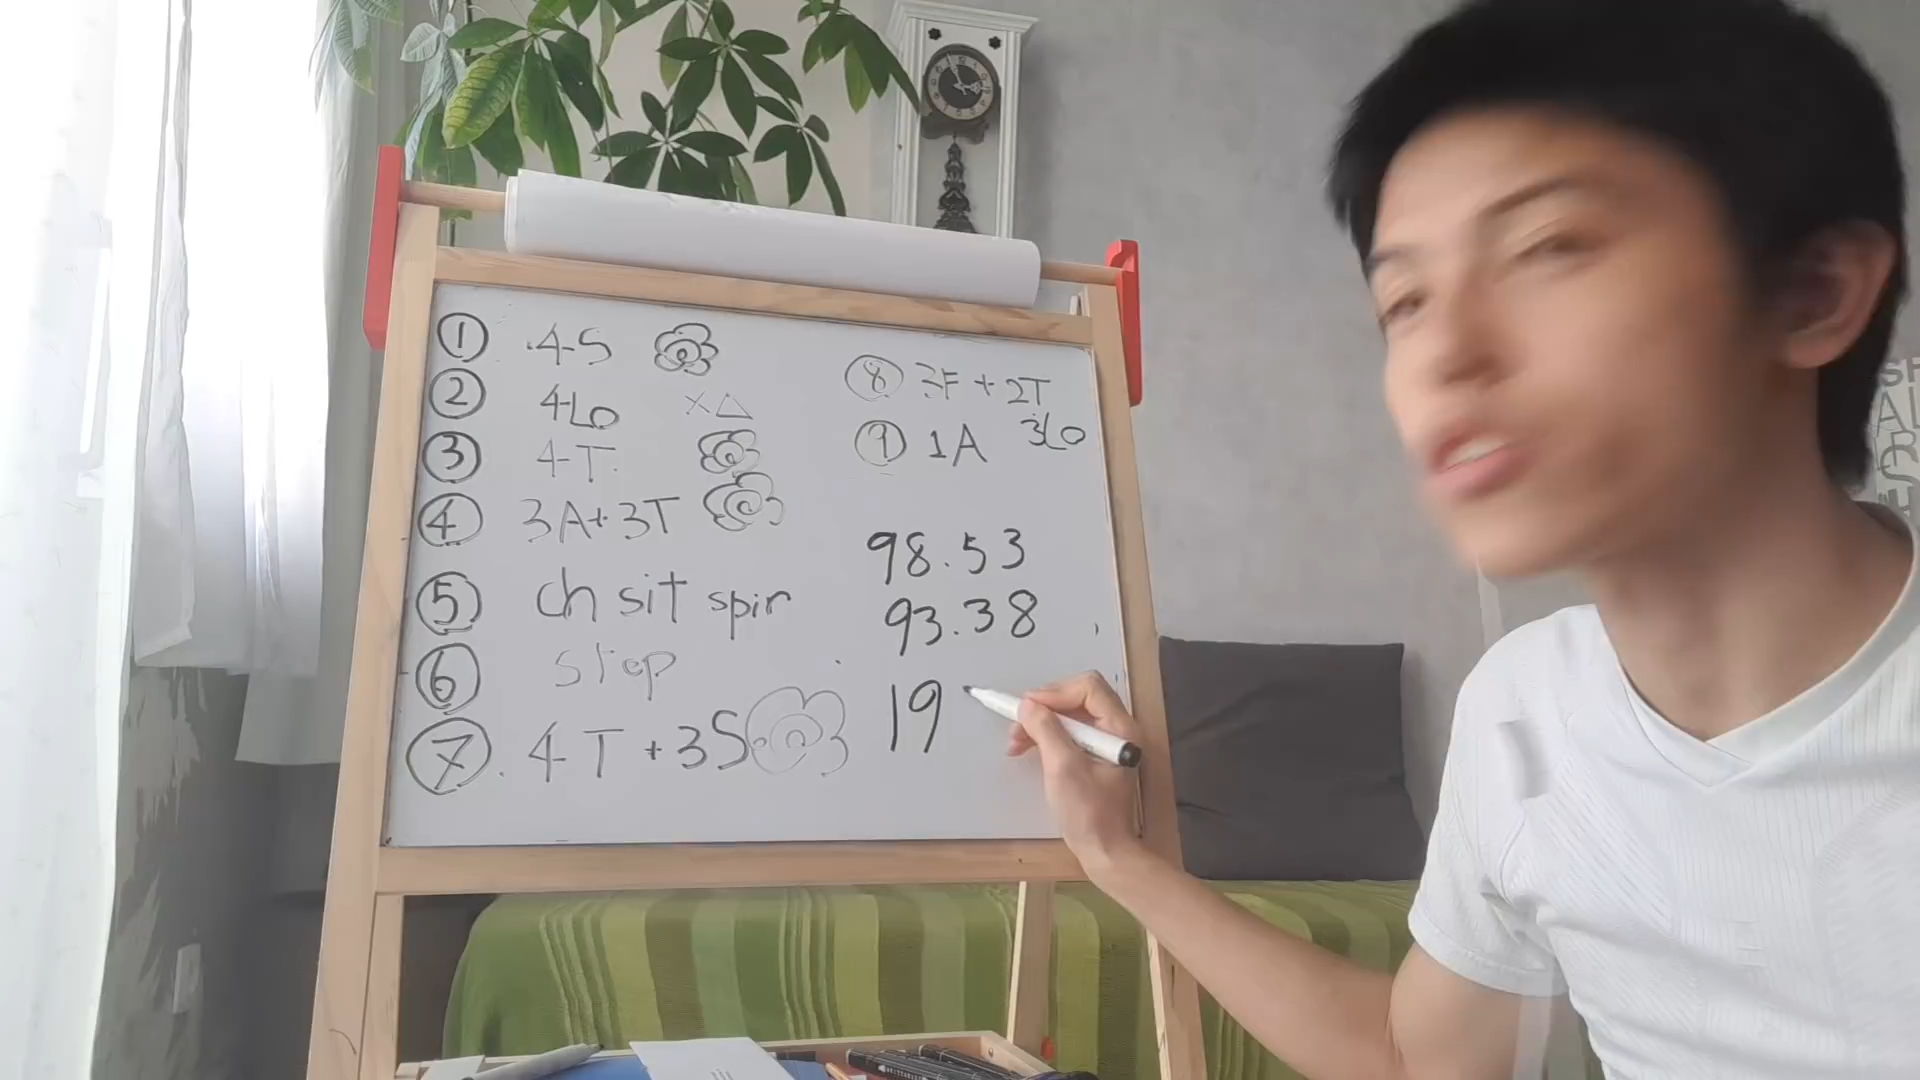 ① 4S
② 4Lo x△
③ 4T
④ 3A+3T
⑤ ch sit spin
⑥ step
⑦ 4T+3S
⑧ 3F+2T
⑨ 1A 3Lo
98.53
93.38
19